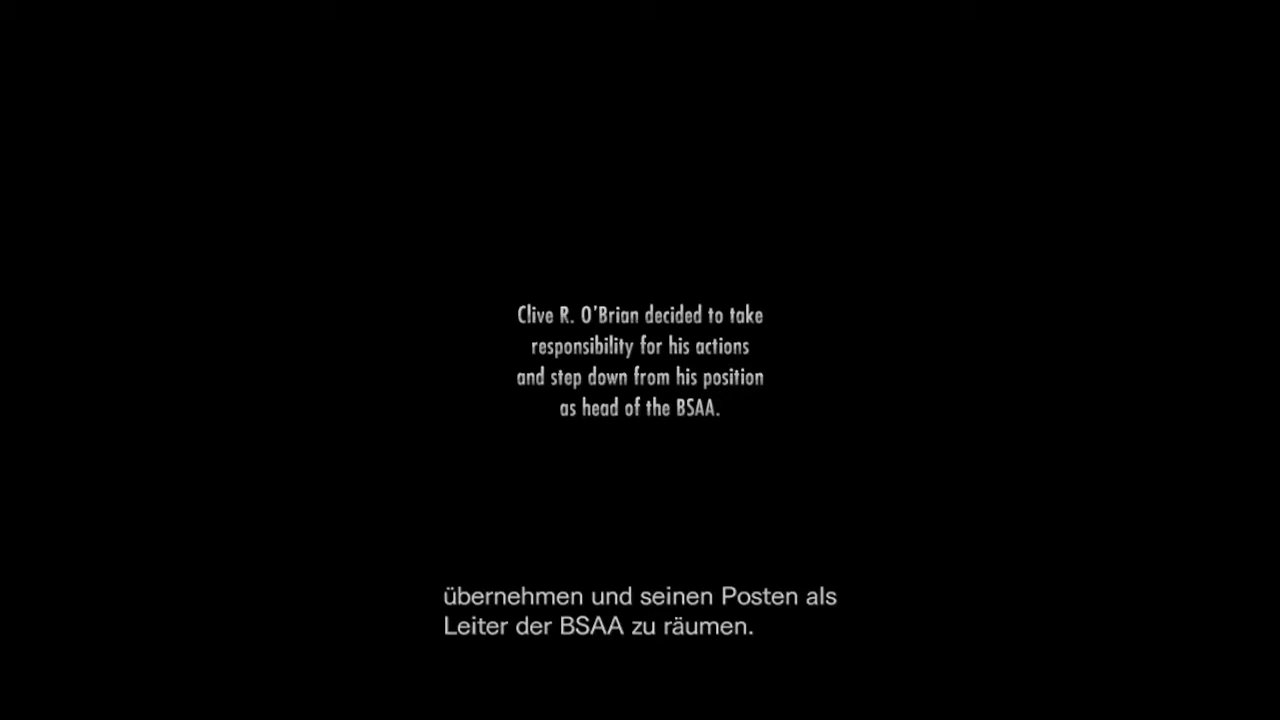 Clive R. O'Brian decided to take
responsibility for his actions
and step down from his position
as head of the BSAA.
übernehmen und seinen Posten als
Leiter der BSAA zu räumen.